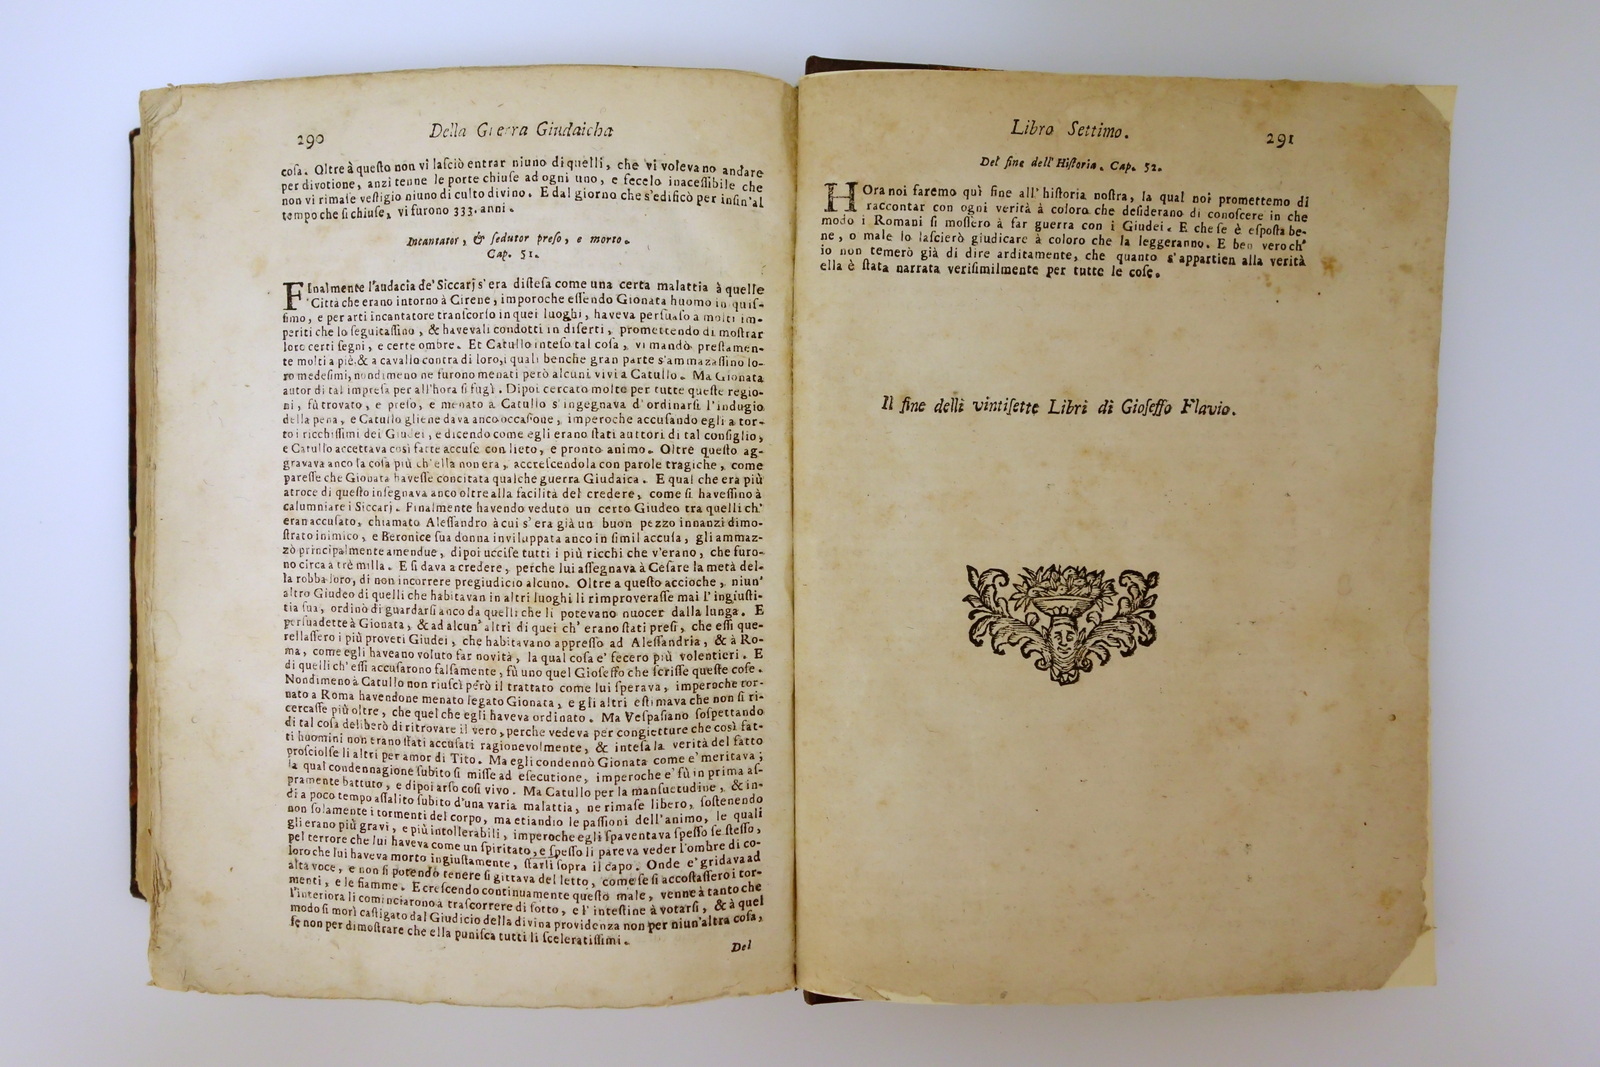 290
Della Guerra Giudaicha
coſa. Oltre à queſto non vi laſciò entrar niuno di quelli, che vi volevano andare
per divotione, anzi tenne le porte chiuſe ad ogni uno, e fecelo inaceſſibile che
non vi rimaſe veſtigio niuno di culto divino. E dal giorno che s'edificò per inſin'al
tempo che ſi chiuſe, vi furono 333. anni.
Incantator, & ſedutor preſo, e morto.
Cap. 51.
FInalmente l'audacia de' Siccarj s'era diſteſa come una certa malattia à quelle
Città che erano intorno à Cirene, imporoche eſſendo Gionata huomo in quiſ-
ſimo, e per arti incantatore tranſcorſo in quei luoghi, haveva perſuaſo a molti im-
periti che lo ſeguitaſſino, & havevali condotti in diſerti, promettendo di moſtrar
loro certi ſegni, e certe ombre. Et Catullo inteſo tal coſa, vi mandò preſtamen-
te molti a piè, & a cavallo contra di loro, i quali benche gran parte s'ammazaſſino lo-
ro medeſimi, nondimeno ne furono menati però alcuni vivi a Catullo. Ma Gionata
autor di tal impreſa per all'hora ſi fugì. Dipoi cercato molto per tutte queſte regio-
ni, fù trovato, e preſo, e menato à Catullo s'ingegnava d'ordinarſi l'indugio
della pena, e Catullo gliene dava anco occaſione, imperoche accuſando egli a tor-
to i ricchiſſimi dei Giudei, e dicendo come egli erano ſtati auttori di tal conſiglio,
e Catullo accettava così fatte accuſe con lieto, e pronto animo. Oltre queſto ag-
gravava anco la coſa più ch'ella non era, accreſcendola con parole tragiche, come
pareſſe che Gionata haveſſe concitata qualche guerra Giudaica. E qual che era più
atroce di queſto inſegnava anco oltre alla facilità del credere, come ſi haveſſino à
calumniare i Siccarj. Finalmente havendo veduto un certo Giudeo tra quelli ch'
eran accuſato, chiamato Aleſſandro à cui s'era già un buon pezzo innanzi dimo-
ſtrato inimico, e Beronice ſua donna inviluppata anco in ſimil accuſa, gli ammaz-
zò principalmente amendue, dipoi ucciſe tutti i più ricchi che v'erano, che furo-
no circa a trè milla. E ſi dava a credere, perche lui aſſegnava à Ceſare la metà del-
la robba loro, di non incorrere pregiudicio alcuno. Oltre a queſto accioche, niun'
altro Giudeo di quelli che habitavan in altri luoghi li rimproveraſſe mai l'ingiuſti-
tia ſua, ordinò di guardarſi anco da quelli che li potevano nuocer dalla lunga. E
perſuadette à Gionata, & ad alcun'altri di quei ch'erano ſtati preſi, che eſſi que-
rellaſſero i più proveti Giudei, che habitavano appreſſo ad Aleſſandria, & à Ro-
ma, come egli haveano voluto far novità, la qual coſa e' fecero più volentieri. E
di quelli ch'eſſi accuſarono falſamente, fù uno quel Gioſeffo che ſcriſſe queſte coſe.
Nondimeno à Catullo non riuſcì però il trattato come lui ſperava, imperoche tor-
nato a Roma havendone menato legato Gionata, e gli altri eſtimava che non ſi ri-
cercaſſe più oltre, che quel che egli haveva ordinato. Ma Veſpaſiano ſoſpettando
di tal coſa deliberò di ritrovare il vero, perche vedeva per congietture che così fat-
ti huomini non erano ſtati accuſati ragionevolmente, & inteſa la verità del fatto
proſciolſe li altri per amor di Tito. Ma egli condennò Gionata come e' meritava;
la qual condennagione ſubito ſi miſſe ad eſecutione, imperoche e' fù in prima aſ-
pramente battuto, e dipoi arſo coſi vivo. Ma Catullo per la manſuetudine, & in-
di a poco tempo aſſalito ſubito d'una varia malattia, ne rimaſe libero, ſoſtenendo
non ſolamente i tormenti del corpo, ma etiandio le paſſioni dell'animo, le quali
gli erano più gravi, e più intollerabili, imperoche egli ſpaventava ſpeſſo ſe ſteſſo,
pel terrore che lui haveva come un ſpiritato, e ſpeſſo li pareva veder l'ombre di co-
loro che lui haveva morto ingiuſtamente, ſtarli ſopra il capo. Onde e' gridava ad
alta voce, e non ſi potendo tenere ſi gittava del letto, come ſe ſi accoſtaſſero i tor-
menti, e le fiamme. E creſcendo continuamente queſto male, venne à tanto che
l'interiora li cominciarono a traſcorrere di ſotto, e l'inteſtine à votarſi, & à quel
modo ſi morì caſtigato dal Giudicio della divina providenza non per niun'altra coſa,
ſe non per dimoſtrare che ella puniſca tutti li ſceleratiſſimi.
Del
Libro Settimo.
291
Del fine dell'Hiſtoria. Cap. 52.
HOra noi faremo quì fine all'hiſtoria noſtra, la qual noi promettemo di
raccontar con ogni verità à coloro che deſiderano di conoſcere in che
modo i Romani ſi moſſero à far guerra con i Giudei. E che ſe è eſpoſta be-
ne, o male lo laſcierò giudicare à coloro che la leggeranno. E ben vero ch'
io non temerò già di dire arditamente, che quanto s'appartien alla verità
ella è ſtata narrata veriſimilmente per tutte le coſe.
Il fine delli vintiſette Libri di Gioſeffo Flavio.